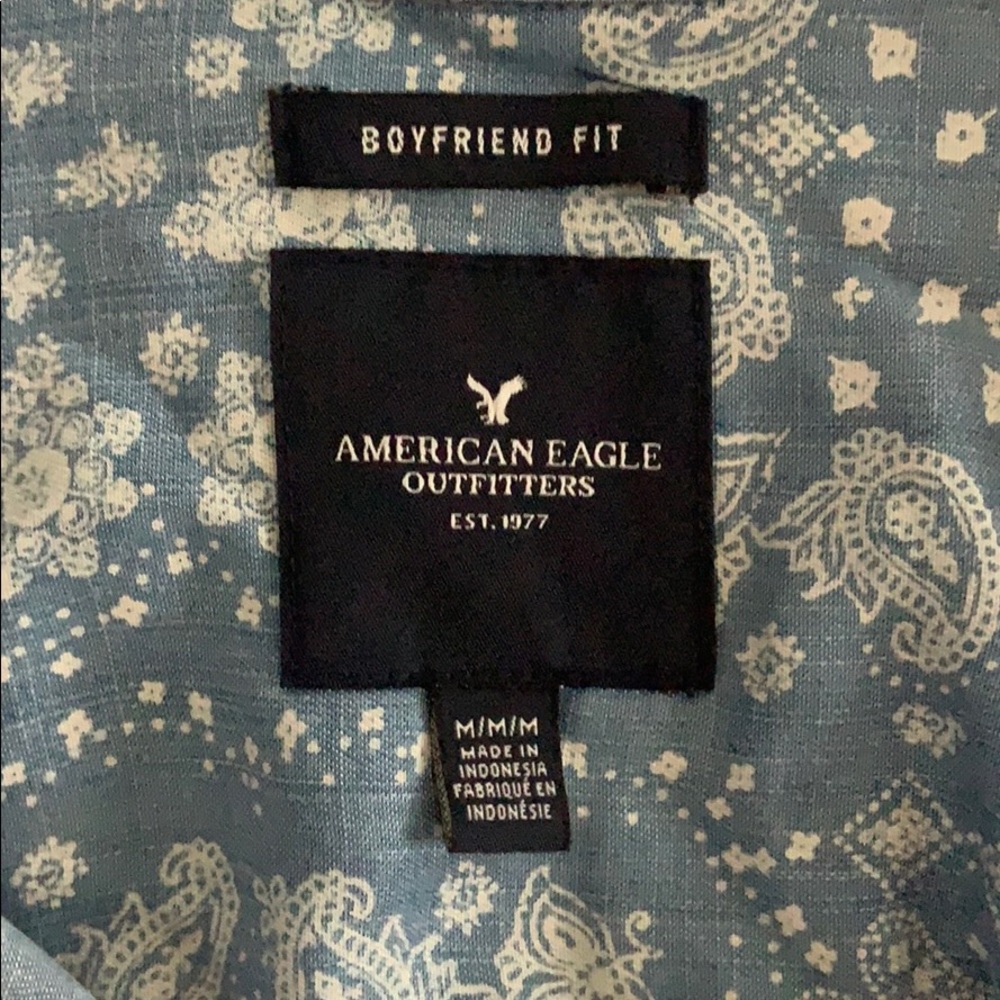 BOYFRIEND FIT
AMERICAN EAGLE
OUTFITTERS
EST. 1977
M/M/M
MADE IN
INDONESIA
FABRIQUÉ EN
INDONÉSIE